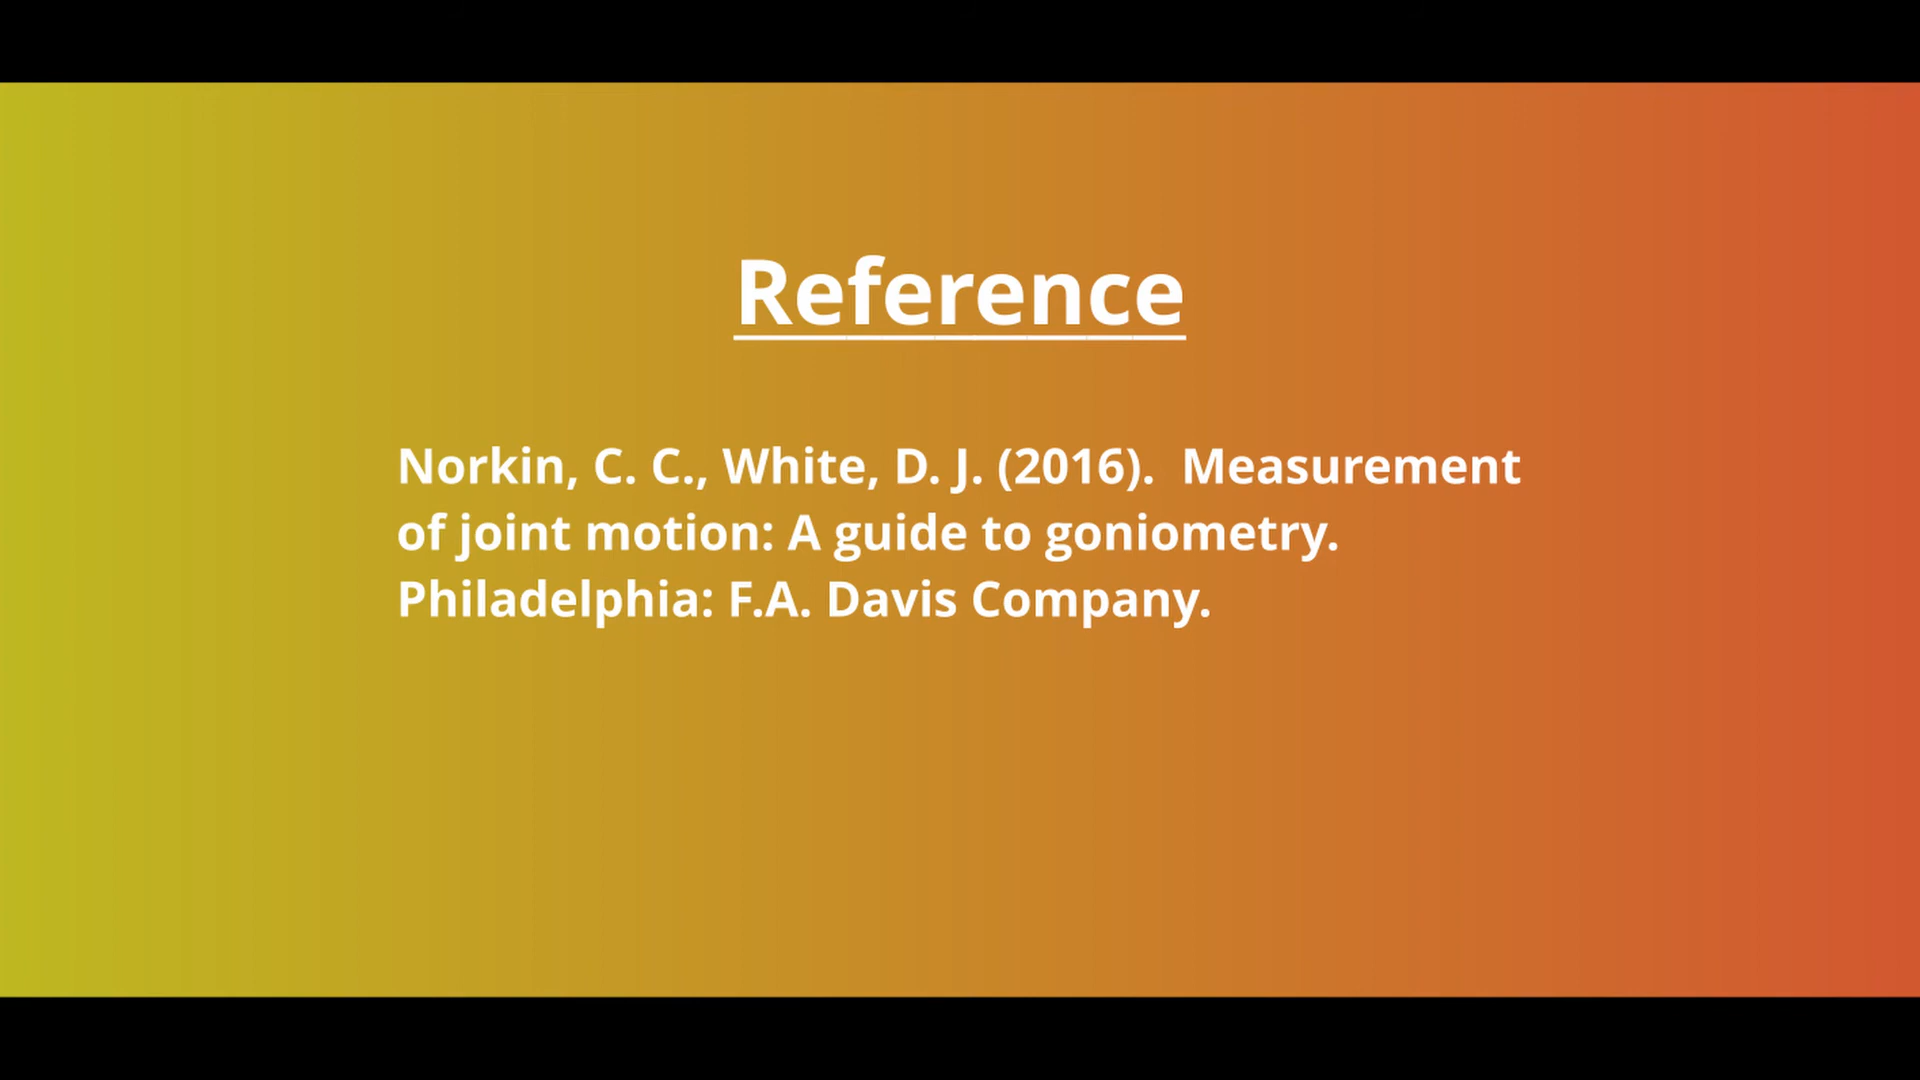 Reference
Norkin, C. C., White, D. J. (2016).  Measurement
of joint motion: A guide to goniometry.
Philadelphia: F.A. Davis Company.